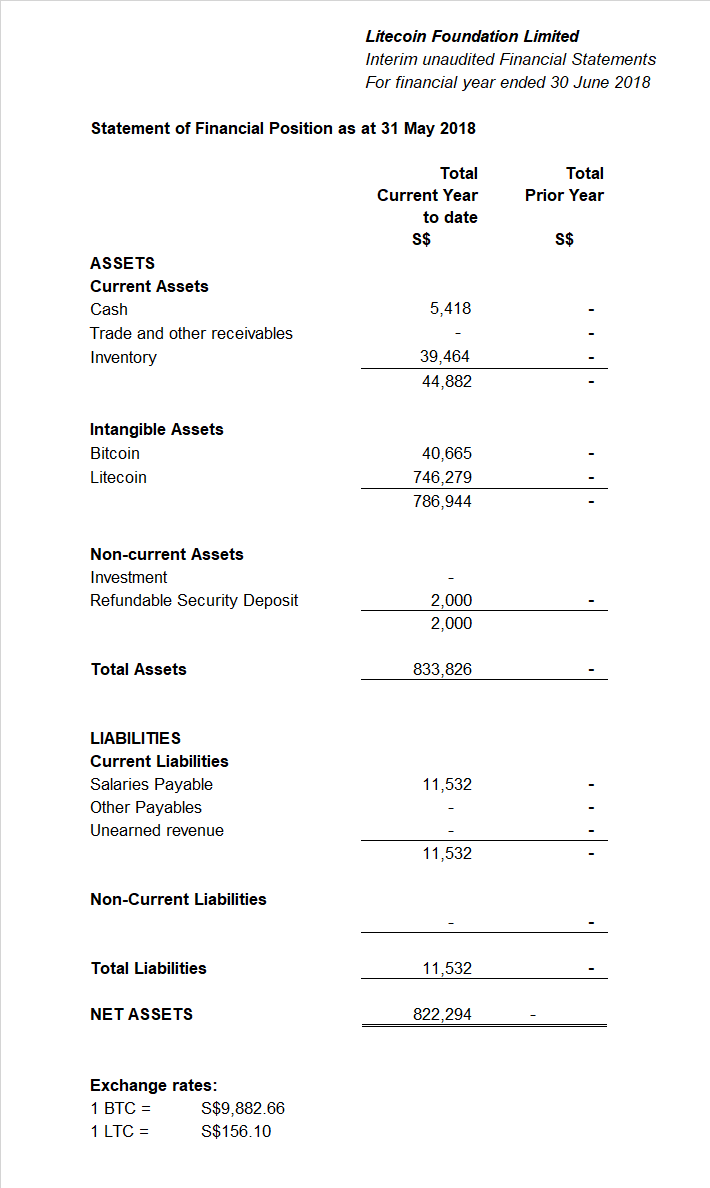 Litecoin Foundation Limited
Interim unaudited Financial Statements
For financial year ended 30 June 2018
Statement of Financial Position as at 31 May 2018
Total Total
Current Year Prior Year
to date
S$ S$
ASSETS
Current Assets
Cash 5,418 -
Trade and other receivables - -
Inventory 39,464 -
44,882 -
Intangible Assets
Bitcoin 40,665 -
Litecoin 746,279 -
786,944 -
Non-current Assets
Investment -
Refundable Security Deposit 2,000 -
2,000
Total Assets 833,826 -
LIABILITIES
Current Liabilities
Salaries Payable 11,532 -
Other Payables - -
Unearned revenue - -
11,532 -
Non-Current Liabilities
- -
Total Liabilities 11,532 -
NET ASSETS 822,294 -
Exchange rates:
1 BTC = S$9,882.66
1 LTC = S$156.10